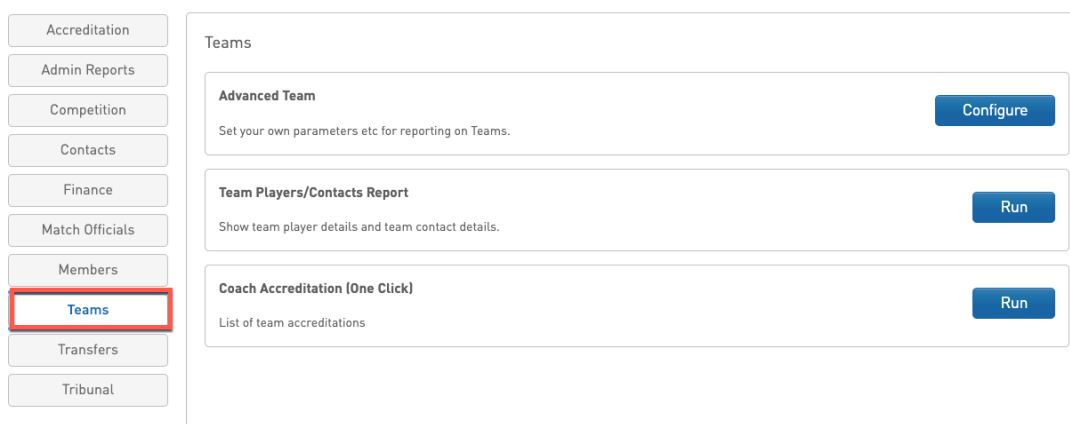 Accreditation
Admin Reports
Competition
Contacts
Finance
Match Officials
Members
Teams
Transfers
Tribunal
Teams
Advanced Team
Set your own parameters etc for reporting on Teams.
Configure
Team Players/Contacts Report
Show team player details and team contact details.
Run
Coach Accreditation (One Click)
List of team accreditations
Run